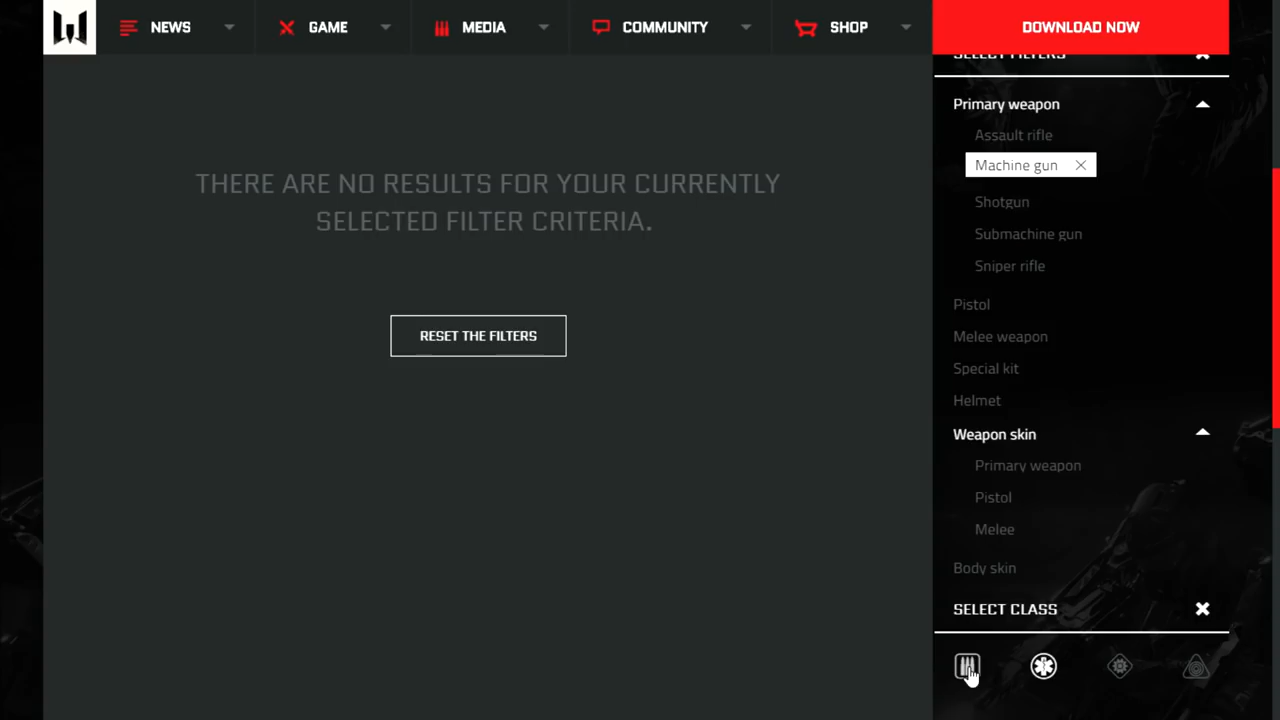 NEWS
GAME
MEDIA
COMMUNITY
SHOP
DOWNLOAD NOW
SELECT FILTERS
Primary weapon
Assault rifle
Machine gun
Shotgun
Submachine gun
Sniper rifle
Pistol
Melee weapon
Special kit
Helmet
Weapon skin
Primary weapon
Pistol
Melee
Body skin
SELECT CLASS
THERE ARE NO RESULTS FOR YOUR CURRENTLY
SELECTED FILTER CRITERIA.
RESET THE FILTERS